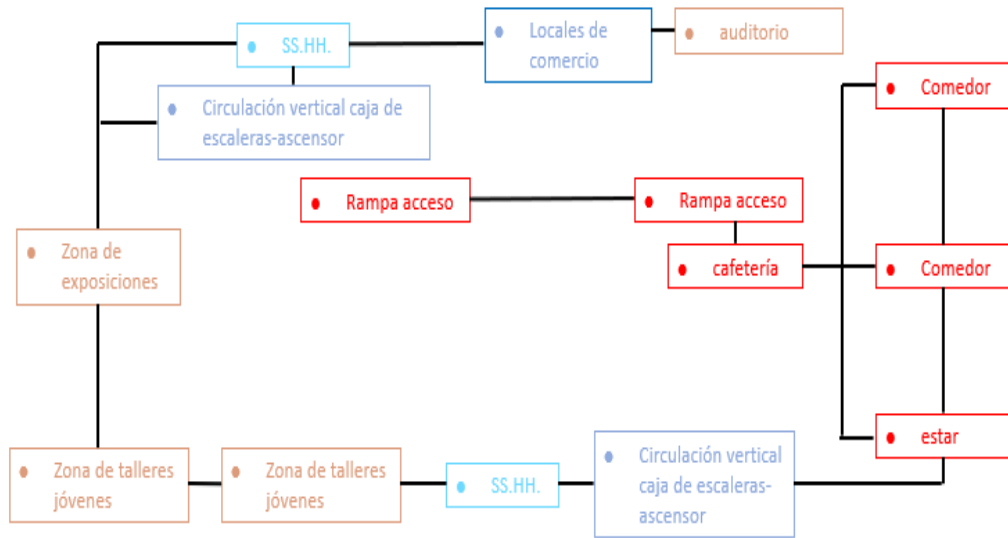 • SS.HH.
• Locales de
comercio
• auditorio
• Comedor
• Circulación vertical caja de
escaleras-ascensor
• Rampa acceso
• Rampa acceso
• Zona de
exposiciones
• cafetería
• Comedor
• estar
• Zona de talleres
jóvenes
• Zona de talleres
jóvenes
• SS.HH.
• Circulación vertical
caja de escaleras-
ascensor